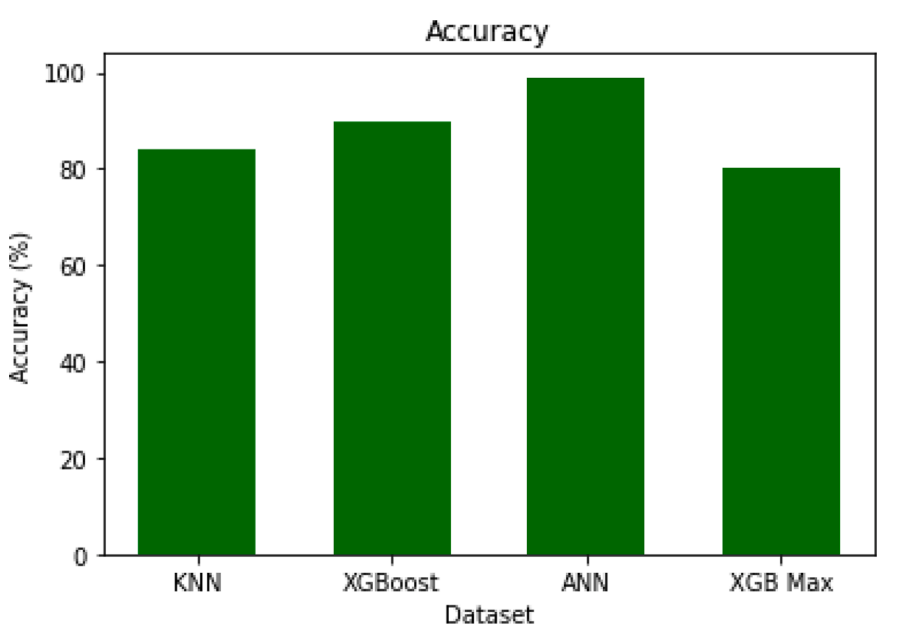 Accuracy
100
80
60
40
20
0
Accuracy (%)
KNN XGBoost ANN XGB Max
Dataset